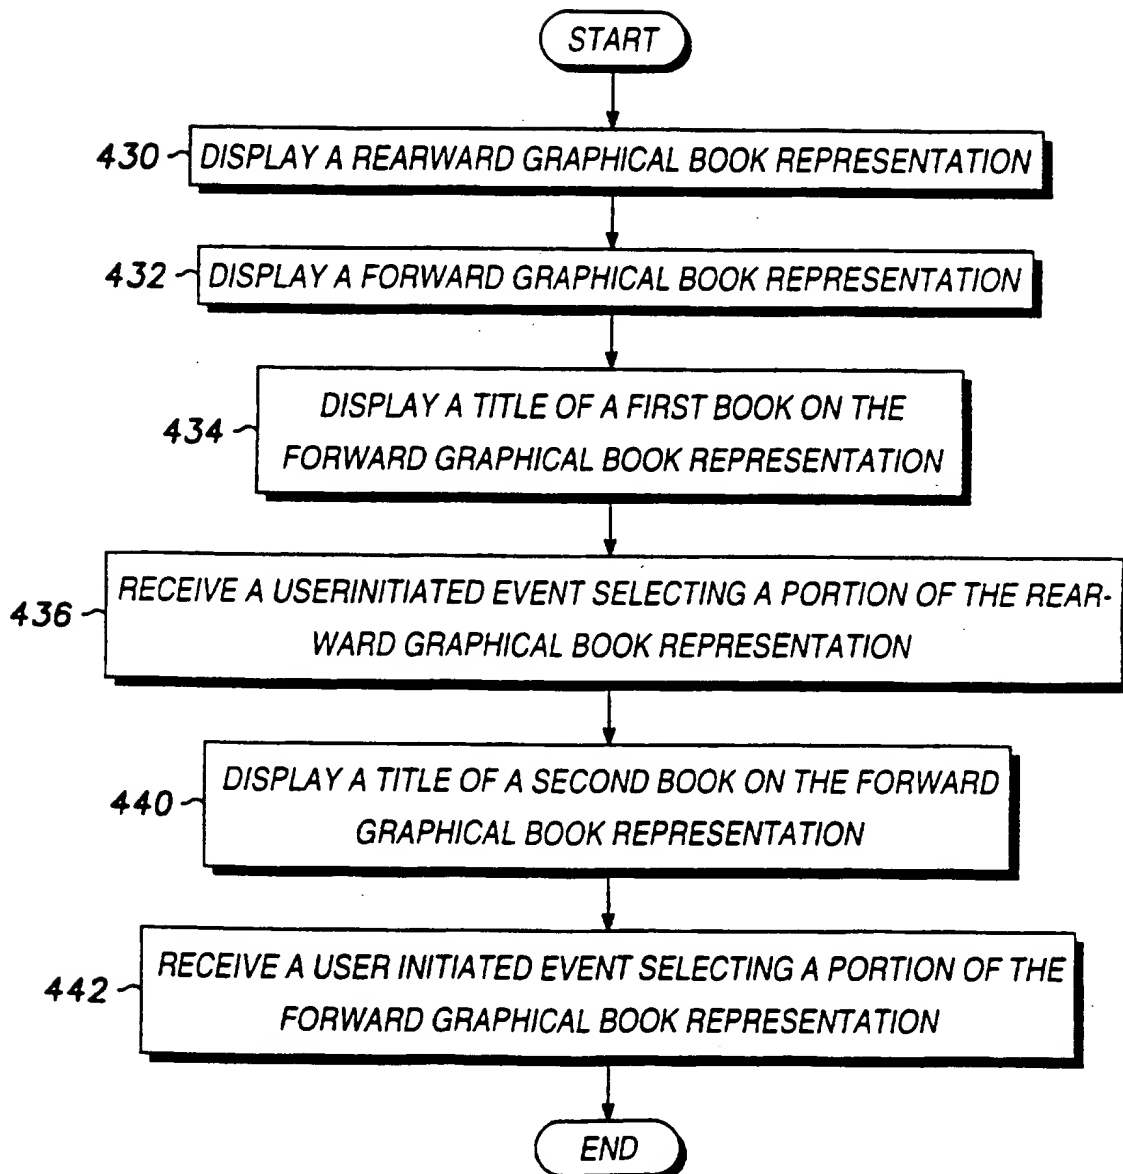 START
430 DISPLAY A REARWARD GRAPHICAL BOOK REPRESENTATION
432 DISPLAY A FORWARD GRAPHICAL BOOK REPRESENTATION
DISPLAY A TITLE OF A FIRST BOOK ON THE
434
FORWARD GRAPHICAL BOOK REPRESENTATION
RECEIVE A USERINITIATED EVENT SELECTING A PORTION OF THE REAR-
436
WARD GRAPHICAL BOOK REPRESENTATION
DISPLAY A TITLE OF A SECOND BOOK ON THE FORWARD
440
GRAPHICAL BOOK REPRESENTATION
RECEIVE A USER INITIATED EVENT SELECTING A PORTION OF THE
442
FORWARD GRAPHICAL BOOK REPRESENTATION
END